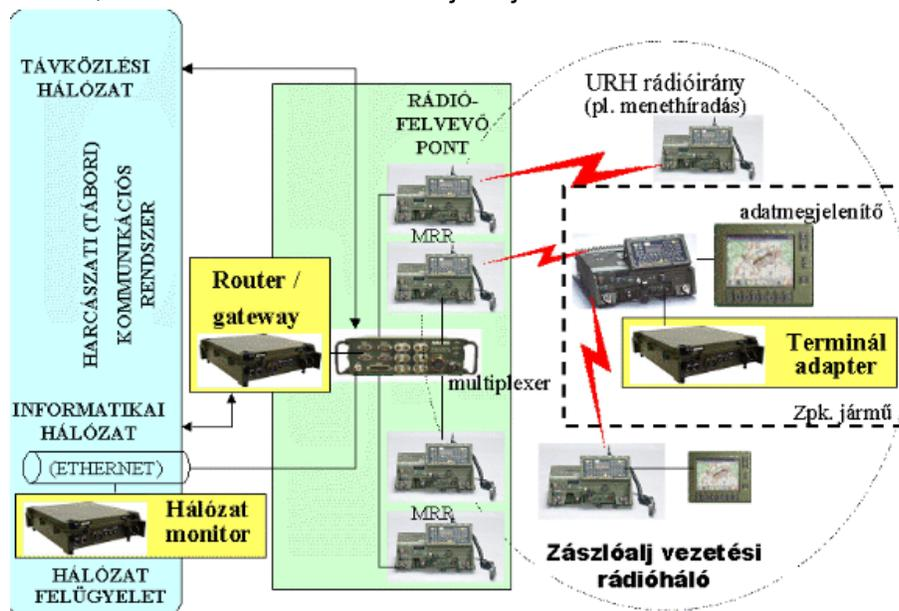 TÁVKÖZLÉSI
HÁLÓZAT
HARCÁSZATI (TÁBORI)
KOMMUNIKÁCIÓS
RENDSZER
INFORMATIKAI
HÁLÓZAT
(ETHERNET)
Hálózat
monitor
HÁLÓZAT
FELÜGYELET
Router /
gateway
RÁDIÓ-
FELVEVŐ
PONT
MRR
multiplexer
MRR
URH rádióirány
(pl. menethíradás)
adatmegjelenítő
Terminál
adapter
Zpk. jármű
Zászlóalj vezetési
rádióháló